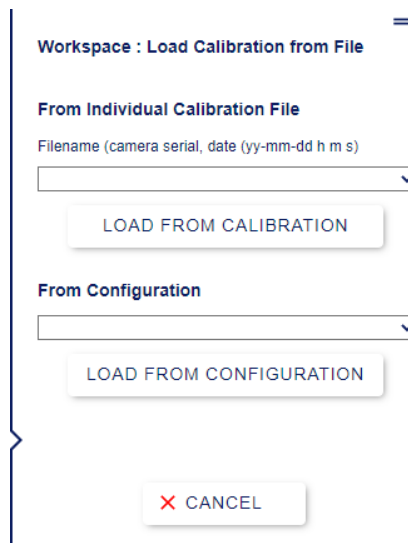 Workspace : Load Calibration from File
From Individual Calibration File
Filename (camera serial, date (yy-mm-dd h m s)
LOAD FROM CALIBRATION
From Configuration
LOAD FROM CONFIGURATION
CANCEL